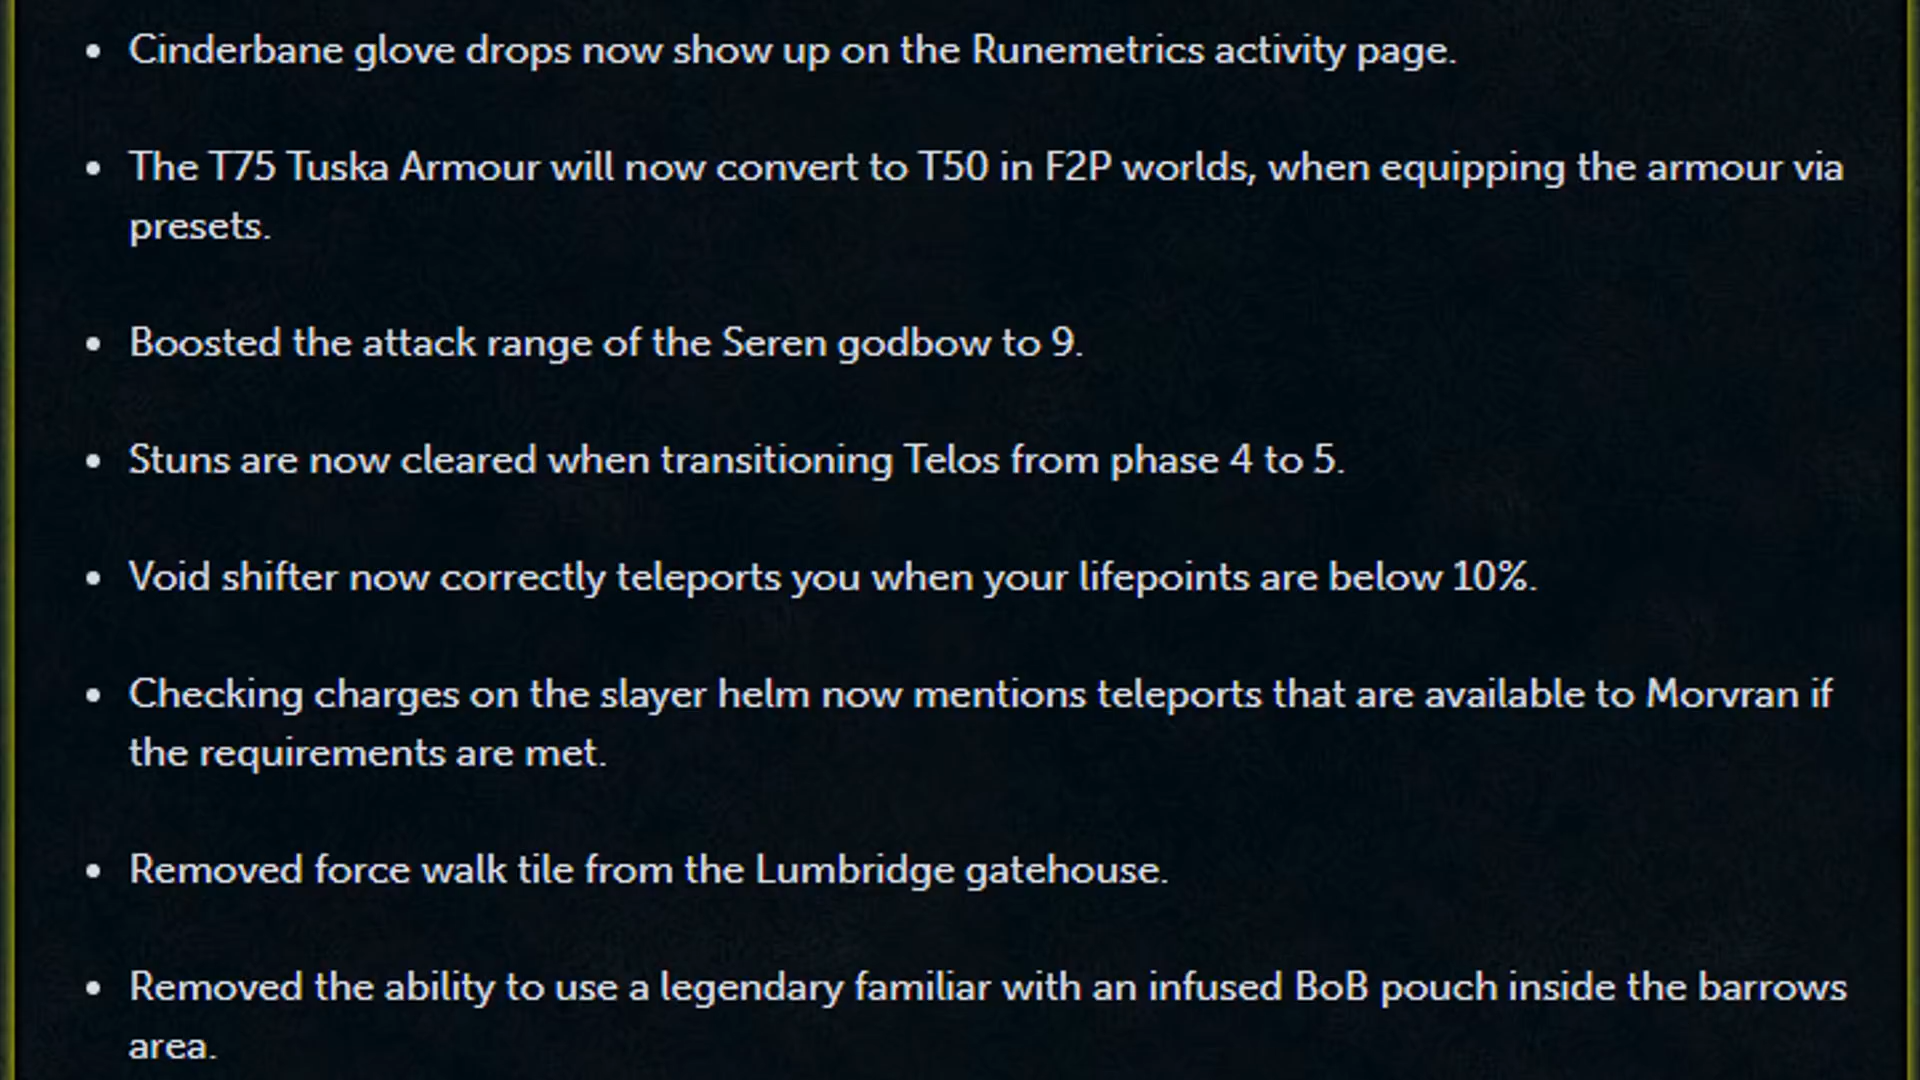 • Cinderbane glove drops now show up on the Runemetrics activity page.
• The T75 Tuska Armour will now convert to T50 in F2P worlds, when equipping the armour via
presets.
• Boosted the attack range of the Seren godbow to 9.
• Stuns are now cleared when transitioning Telos from phase 4 to 5.
• Void shifter now correctly teleports you when your lifepoints are below 10%.
• Checking charges on the slayer helm now mentions teleports that are available to Morvran if
the requirements are met.
• Removed force walk tile from the Lumbridge gatehouse.
• Removed the ability to use a legendary familiar with an infused BoB pouch inside the barrows
area.